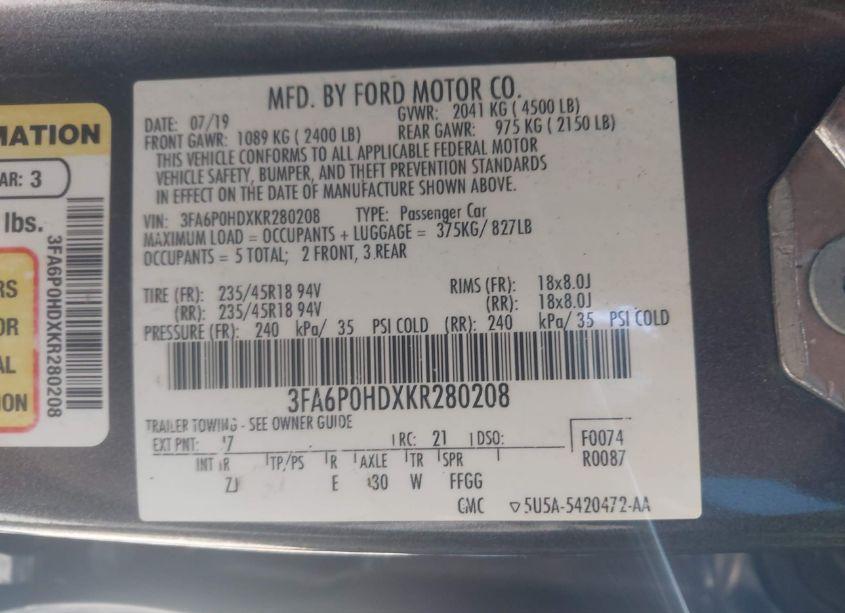 MATION
AR: 3
lbs.
RS
OR
AL
ION
3FA6P0HDXKR280208
MFD. BY FORD MOTOR CO.
DATE: 07/19 GVWR: 2041 KG ( 4500 LB)
FRONT GAWR: 1089 KG ( 2400 LB) REAR GAWR: 975 KG ( 2150 LB)
THIS VEHICLE CONFORMS TO ALL APPLICABLE FEDERAL MOTOR
VEHICLE SAFETY, BUMPER, AND THEFT PREVENTION STANDARDS
IN EFFECT ON THE DATE OF MANUFACTURE SHOWN ABOVE.
VIN: 3FA6P0HDXKR280208 TYPE: Passenger Car
MAXIMUM LOAD = OCCUPANTS + LUGGAGE = 375KG/ 827LB
OCCUPANTS = 5 TOTAL; 2 FRONT, 3 REAR
TIRE (FR): 235/45R18 94V RIMS (FR): 18x8.0J
(RR): 235/45R18 94V (RR): 18x8.0J
PRESSURE (FR): 240 kPa/ 35 PSI COLD (RR): 240 kPa/ 35 PSI COLD
3FA6P0HDXKR280208
TRAILER TOWING - SEE OWNER GUIDE
EXT PNT: 7 RC: 21 DSO: F0074
INT TR TP/PS R AXLE TR SPR R0087
ZJ E 30 W FFGG
CMC ▽5U5A-5420472-AA